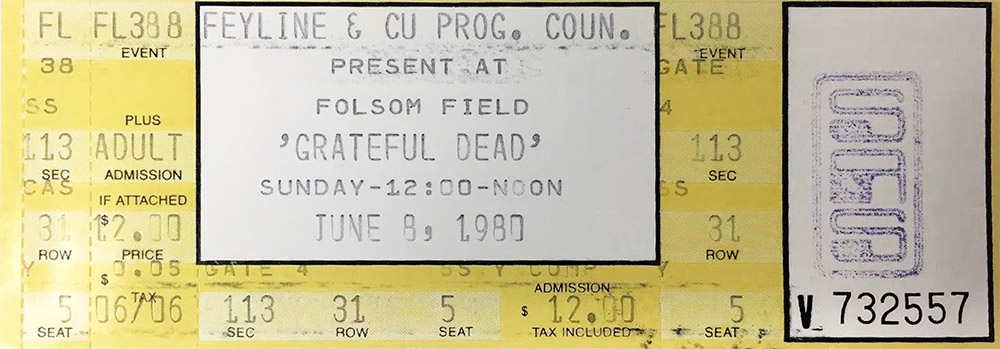 FL FL388 FEYLINE & CU PROG. COUN. FL388
EVENT EVENT
38 PRESENT AT GATE
SS FOLSOM FIELD 4
PLUS
113 ADULT 'GRATEFUL DEAD' 113
SEC ADMISSION SEC
CAS SUNDAY-12:00-NOON SS
IF ATTACHED
31 $12.00 JUNE 8, 1980 31
ROW PRICE ROW
Y $ 0.05 GATE 4 SS Y COMP Y
TAX ADMISSION
5 06/06 113 31 5 $ 12.00 5
SEAT SEC ROW SEAT TAX INCLUDED SEAT
V 732557